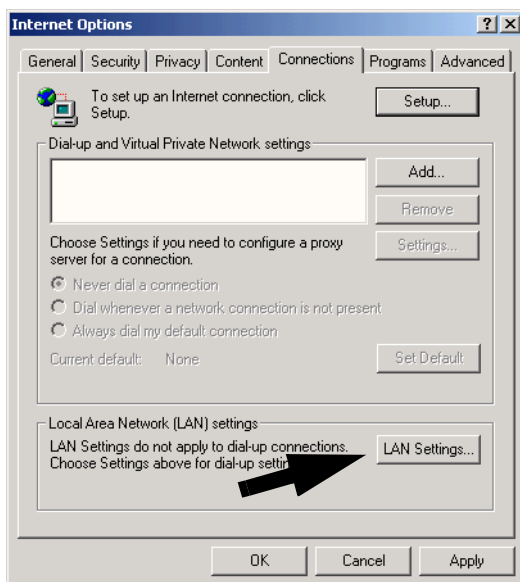 Internet Options
? X
General Security Privacy Content Connections Programs Advanced
To set up an Internet connection, click
Setup.
Setup...
Dial-up and Virtual Private Network settings
Add...
Remove
Choose Settings if you need to configure a proxy
server for a connection.
Settings...
Never dial a connection
Dial whenever a network connection is not present
Always dial my default connection
Current default: None
Set Default
Local Area Network (LAN) settings
LAN Settings do not apply to dial-up connections.
Choose Settings above for dial-up
LAN Settings...
OK Cancel Apply